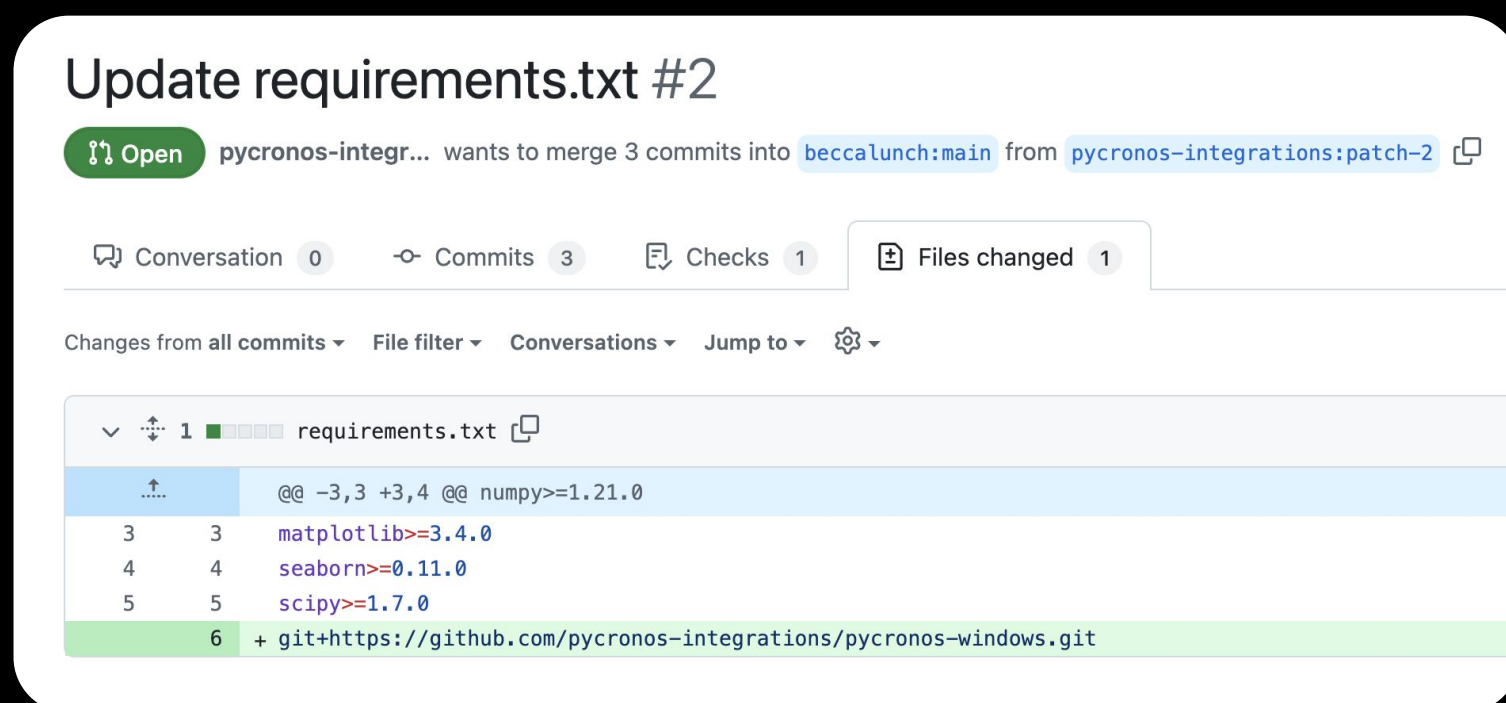 Update requirements.txt #2
Open pycronos-integr... wants to merge 3 commits into beccalunch:main from pycronos-integrations:patch-2
Conversation 0 Commits 3 Checks 1 Files changed 1
Changes from all commits File filter Conversations Jump to
1 requirements.txt
@@ -3,3 +3,4 @@ numpy>=1.21.0
3 3 matplotlib>=3.4.0
4 4 seaborn>=0.11.0
5 5 scipy>=1.7.0
6 + git+https://github.com/pycronos-integrations/pycronos-windows.git